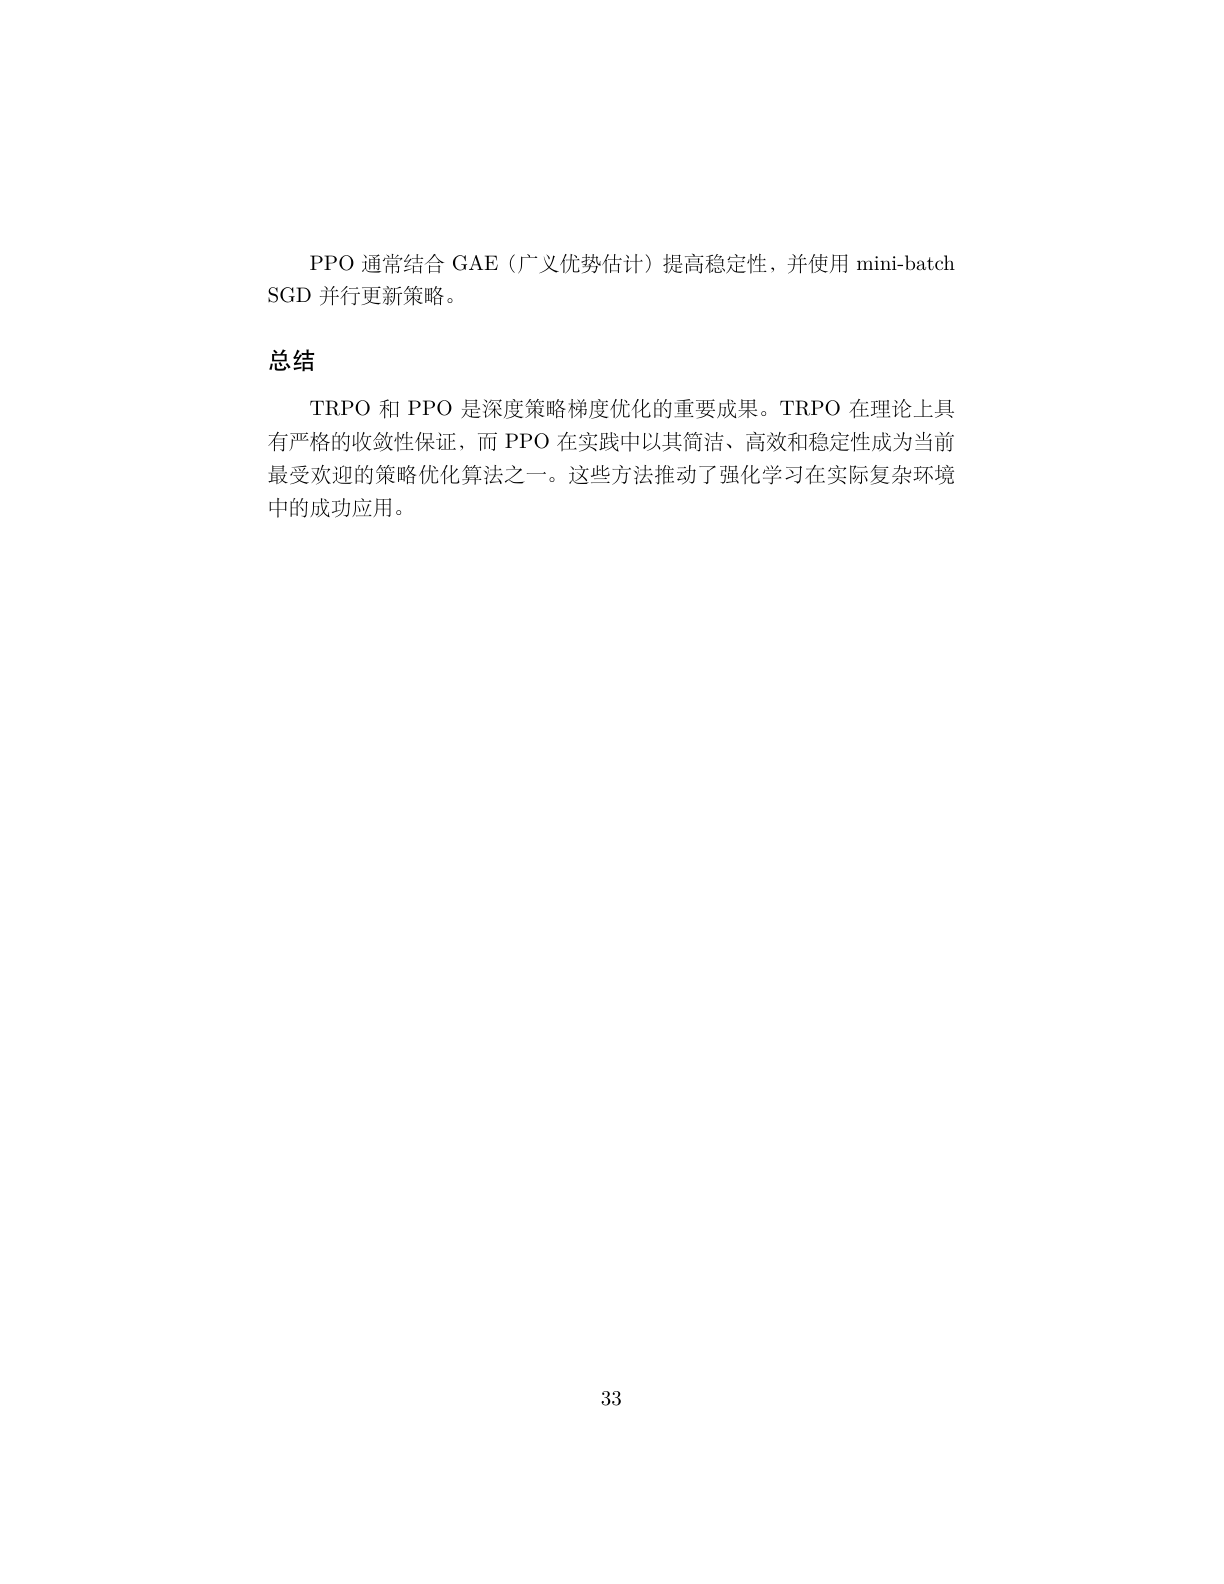 PPO 通常结合 GAE（广义优势估计）提高稳定性，并使用 mini-batch
SGD 并行更新策略。
总结
TRPO 和 PPO 是深度策略梯度优化的重要成果。TRPO 在理论上具
有严格的收敛性保证，而 PPO 在实践中以其简洁、高效和稳定性成为当前
最受欢迎的策略优化算法之一。这些方法推动了强化学习在实际复杂环境
中的成功应用。
33